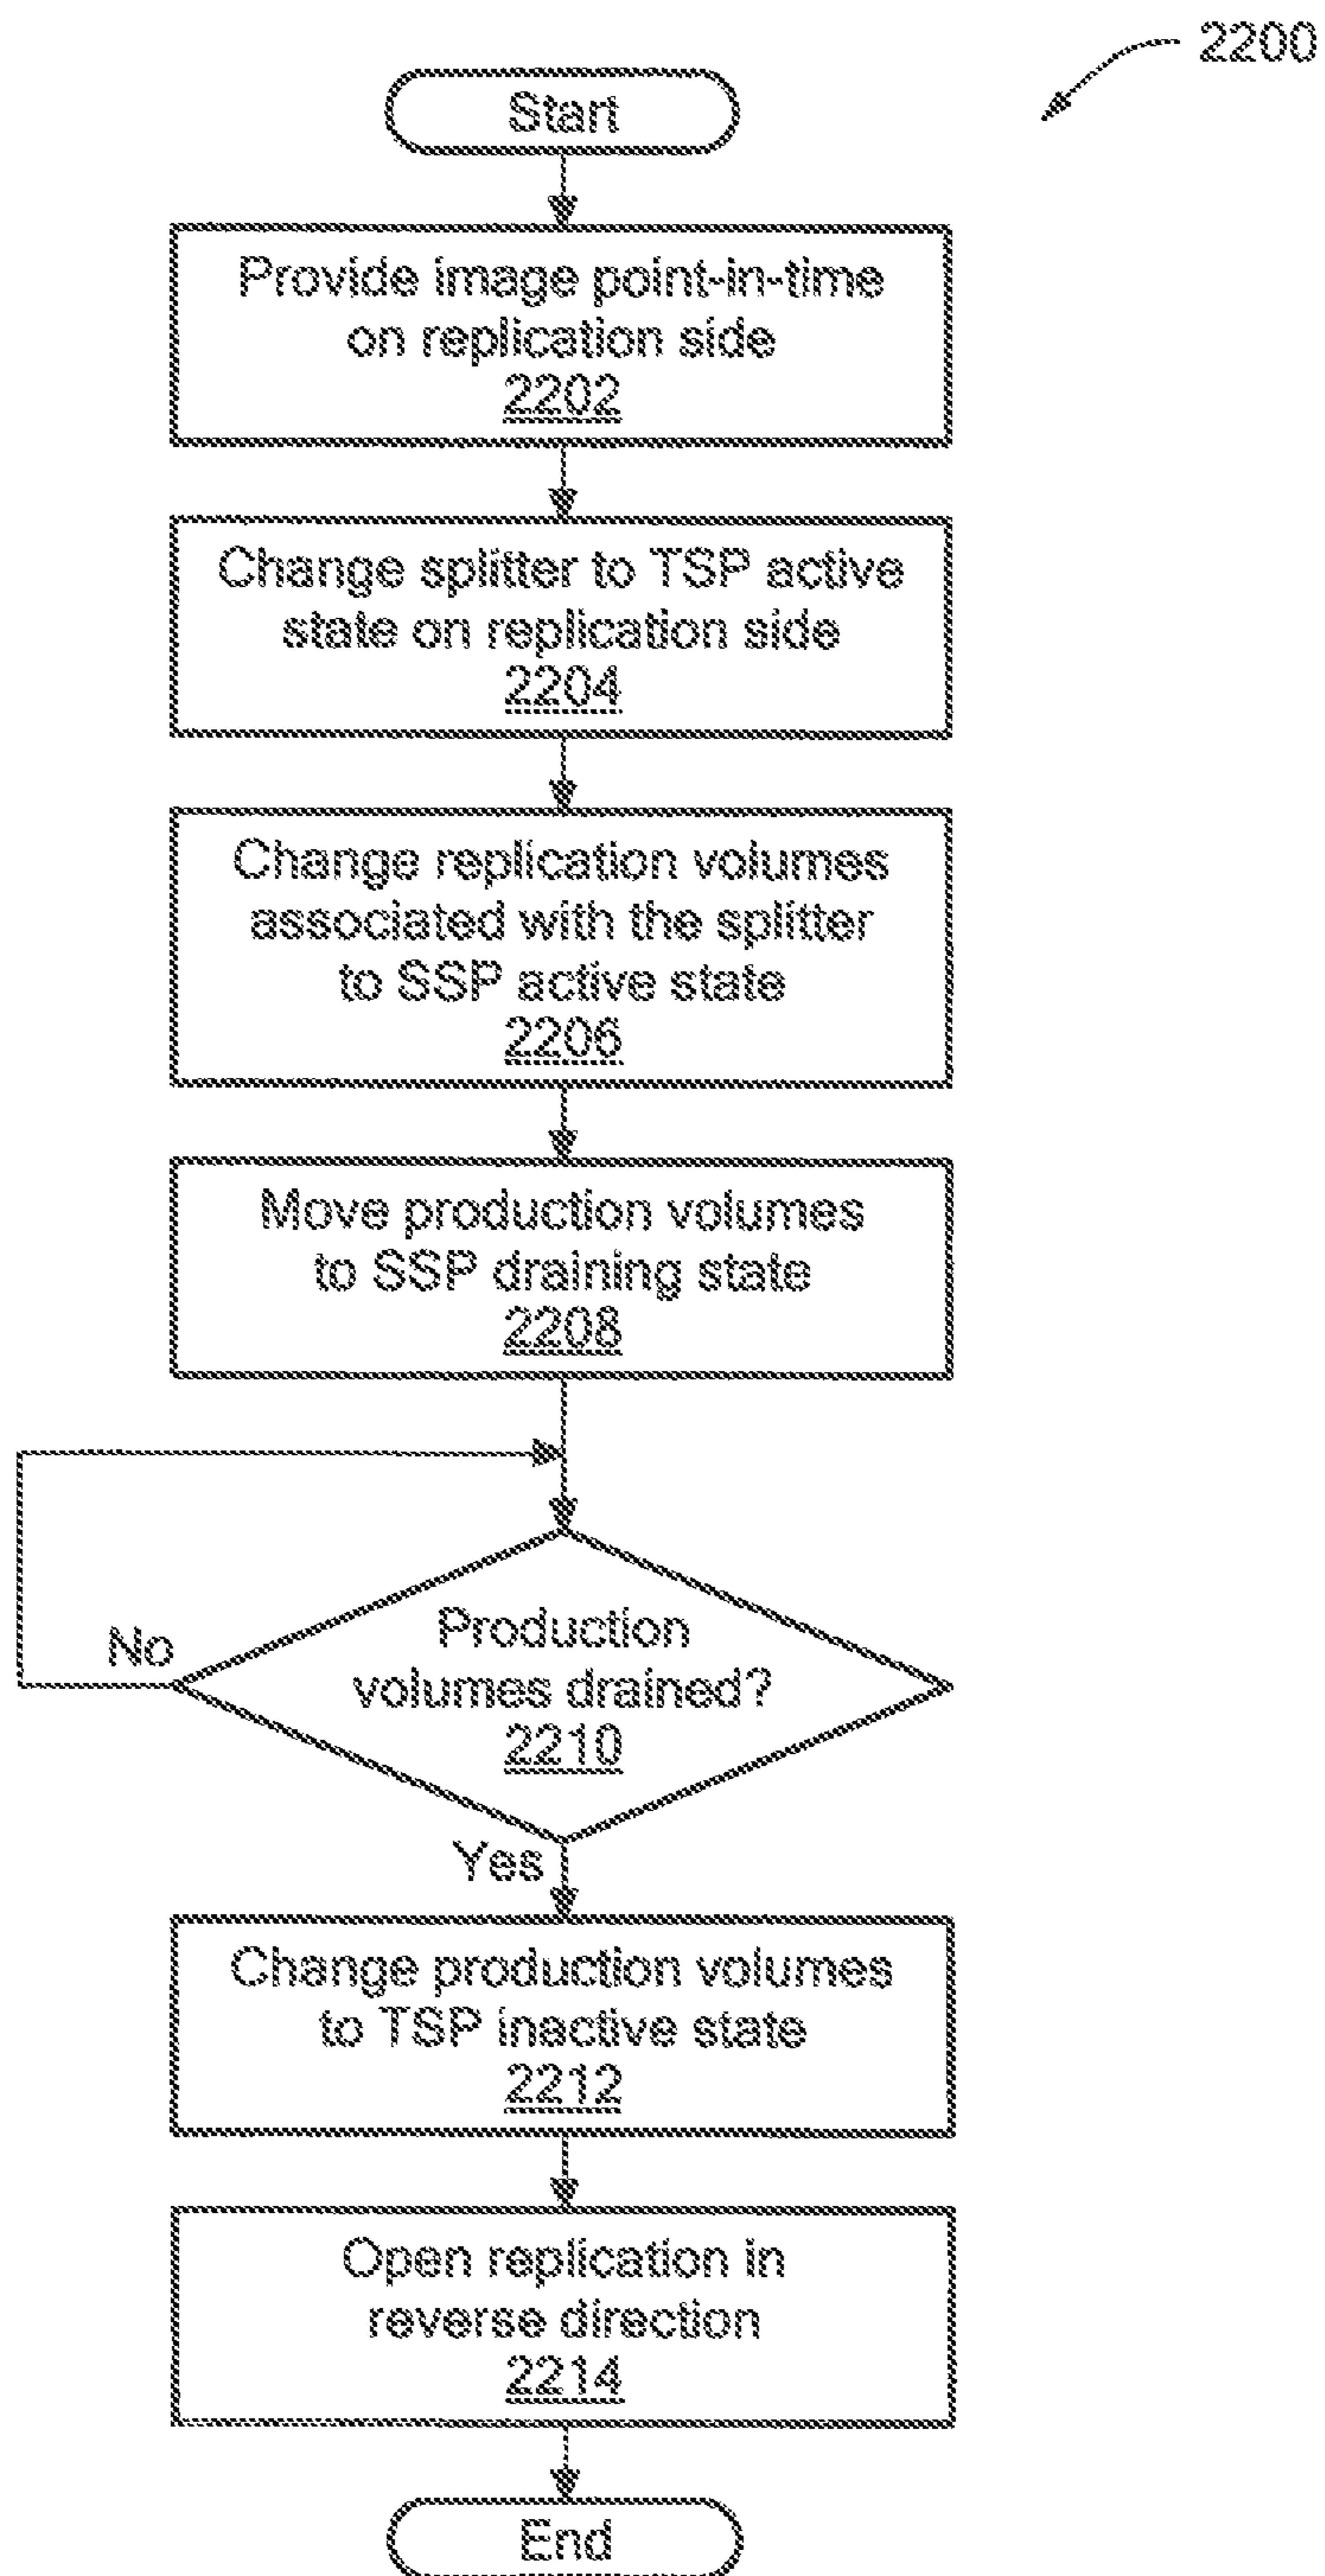 2200
Start
Provide image point-in-time
on replication side
2202
Change splitter to TSP active
state on replication side
2204
Change replication volumes
associated with the splitter
to SSP active state
2206
Move production volumes
to SSP draining state
2208
Production
volumes drained?
2210
No
Yes
Change production volumes
to TSP inactive state
2212
Open replication in
reverse direction
2214
End